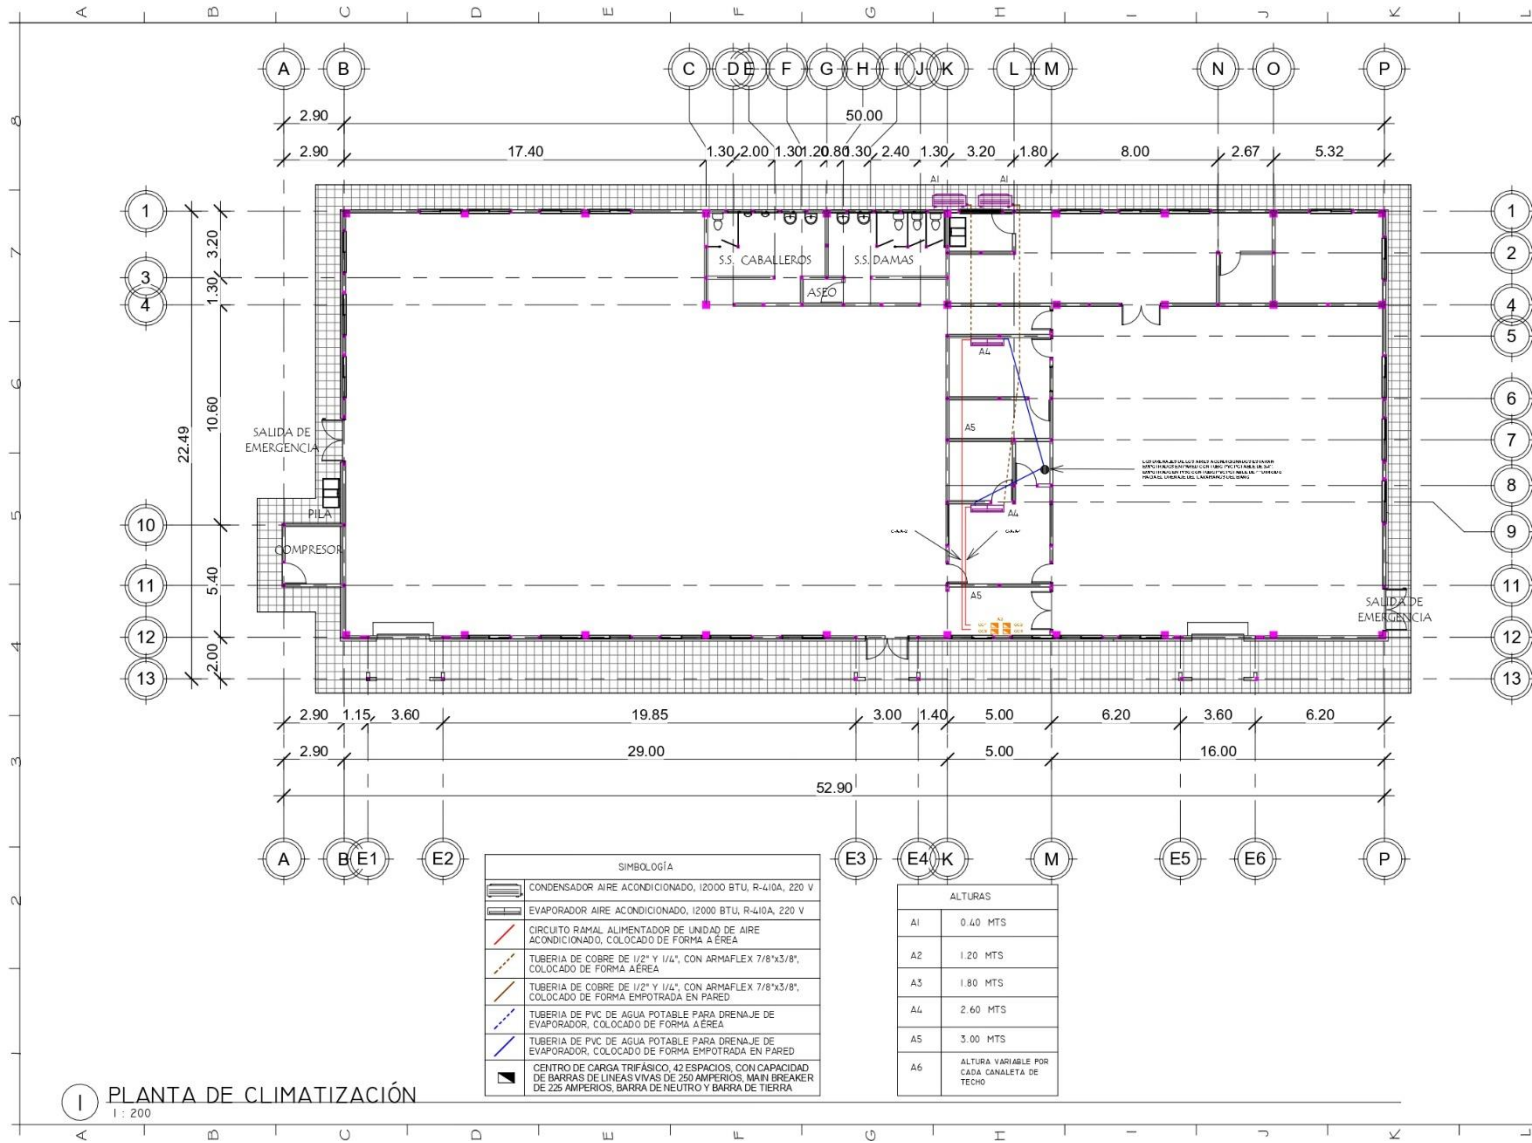 A B C D E F G H I J K L
A B C D E F G H I J K L M N O P
2.90 50.00
2.90 17.40 1.30 2.00 1.30 1.20 0.80 1.30 2.40 1.30 3.20 1.80 8.00 2.67 5.32
A1 A1
8
7
6
5
4
3
2
1
3
4
10
11
12
13
22.49
3.20
1.30
10.60
5.40
2.00
1
2
4
5
6
7
8
9
11
12
13
S.S. CABALLEROS
S.S. DAMAS
ASEO
A4
A5
A4
A5
A2
SALIDA DE
EMERGENCIA
PILA
COMPRESOR
SALIDA DE
EMERGENCIA
2.90 1.15 3.60 19.85 3.00 1.40 5.00 6.20 3.60 6.20
2.90 29.00 5.00 16.00
52.90
A B E1 E2 E3 E4 K M E5 E6 P
SIMBOLOGÍA
CONDENSADOR AIRE ACONDICIONADO, 12000 BTU, R-410A, 220 V
EVAPORADOR AIRE ACONDICIONADO, 12000 BTU, R-410A, 220 V
CIRCUITO RAMAL ALIMENTADOR DE UNIDAD DE AIRE
ACONDICIONADO, COLOCADO DE FORMA AÉREA
TUBERIA DE COBRE DE 1/2" Y 1/4", CON ARMAFLEX 7/8"x3/8",
COLOCADO DE FORMA AÉREA
TUBERIA DE COBRE DE 1/2" Y 1/4", CON ARMAFLEX 7/8"x3/8",
COLOCADO DE FORMA EMPOTRADA EN PARED
TUBERIA DE PVC DE AGUA POTABLE PARA DRENAJE DE
EVAPORADOR, COLOCADO DE FORMA AÉREA
TUBERIA DE PVC DE AGUA POTABLE PARA DRENAJE DE
EVAPORADOR, COLOCADO DE FORMA EMPOTRADA EN PARED
CENTRO DE CARGA TRIFÁSICO, 42 ESPACIOS, CON CAPACIDAD
DE BARRAS DE LINEAS VIVAS DE 250 AMPERIOS, MAIN BREAKER
DE 225 AMPERIOS, BARRA DE NEUTRO Y BARRA DE TIERRA
ALTURAS
A1 0.40 MTS
A2 1.20 MTS
A3 1.80 MTS
A4 2.60 MTS
A5 3.00 MTS
A6 ALTURA VARIABLE POR
CADA CANALETA DE
TECHO
1 PLANTA DE CLIMATIZACIÓN
1 : 200
A B C D E F G H I J K L